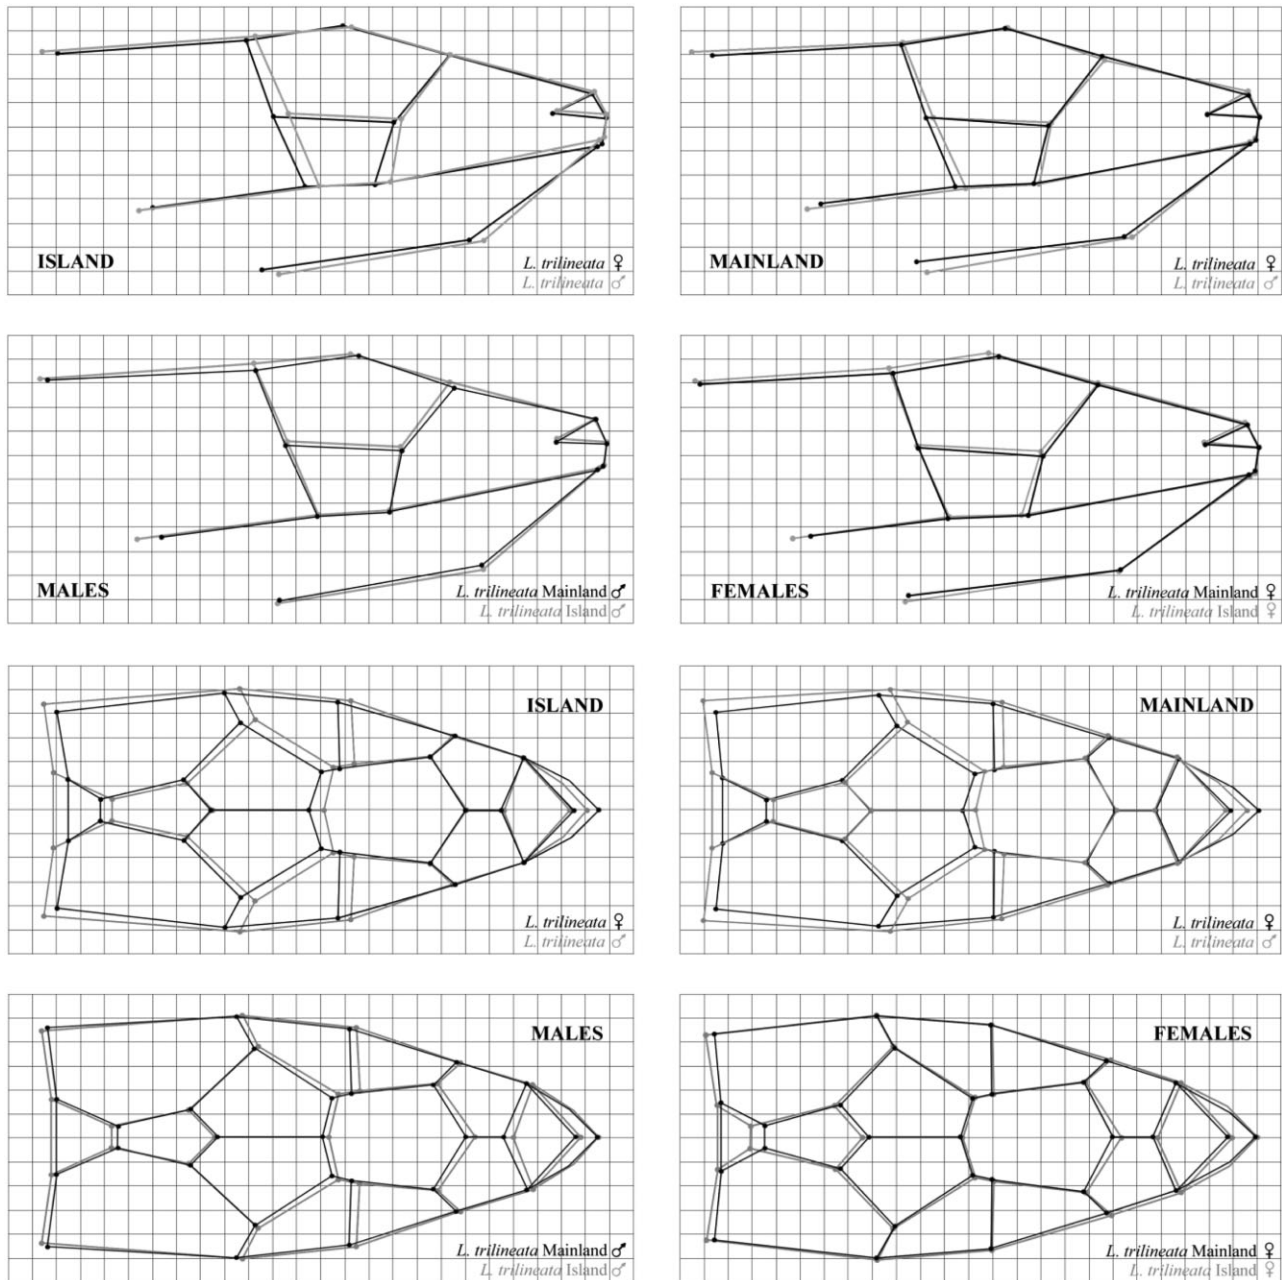 ISLAND
L. trilineata ♀
L. trilineata ♂
MAINLAND
L. trilineata ♀
L. trilineata ♂
MALES
L. trilineata Mainland ♂
L. trilineata Island ♂
FEMALES
L. trilineata Mainland ♀
L. trilineata Island ♀
ISLAND
L. trilineata ♀
L. trilineata ♂
MAINLAND
L. trilineata ♀
L. trilineata ♂
MALES
L. trilineata Mainland ♂
L. trilineata Island ♂
FEMALES
L. trilineata Mainland ♀
L. trilineata Island ♀